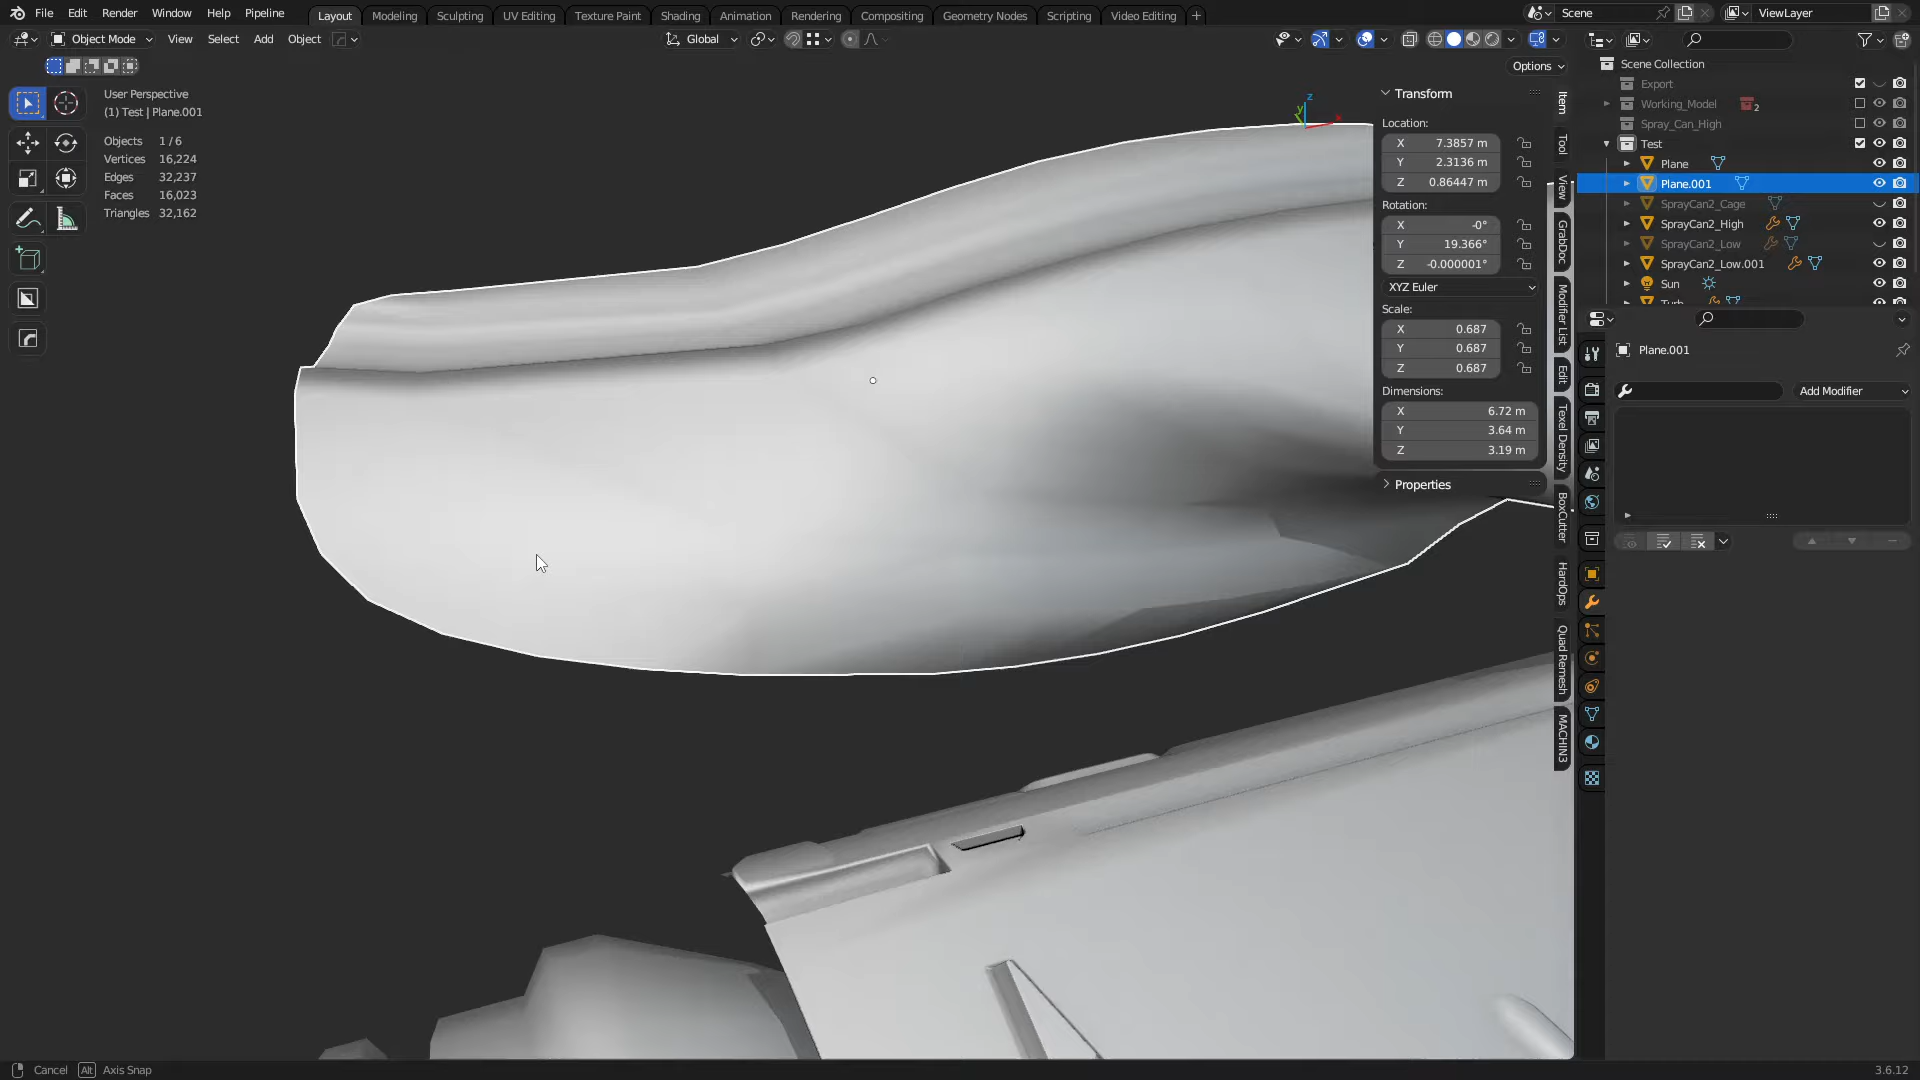 File Edit Render Window Help Pipeline Layout Modeling Sculpting UV Editing Texture Paint Shading Animation Rendering Compositing Geometry Nodes Scripting Video Editing + Scene ViewLayer
Object Mode View Select Add Object Global
Options
User Perspective
(1) Test | Plane.001
Objects 1/6
Vertices 16,224
Edges 32,237
Faces 16,023
Triangles 32,162
z
y
x
Transform
Location:
X 7.3857 m
Y 2.3136 m
Z 0.86447 m
Rotation:
X -0°
Y 19.366°
Z -0.000001°
XYZ Euler
Scale:
X 0.687
Y 0.687
Z 0.687
Dimensions:
X 6.72 m
Y 3.64 m
Z 3.19 m
Properties
Item
Tool
View
GrabDoc
Modifier List
Edit
Texel Density
BoxCutter
HardOps
Quad Remesh
MACHIN3
Scene Collection
Export
Working_Model 2
Spray_Can_High
Test
Plane
Plane.001
SprayCan2_Cage
SprayCan2_High
SprayCan2_Low
SprayCan2_Low.001
Sun
Plane.001
Add Modifier
Cancel Alt Axis Snap
3.6.12